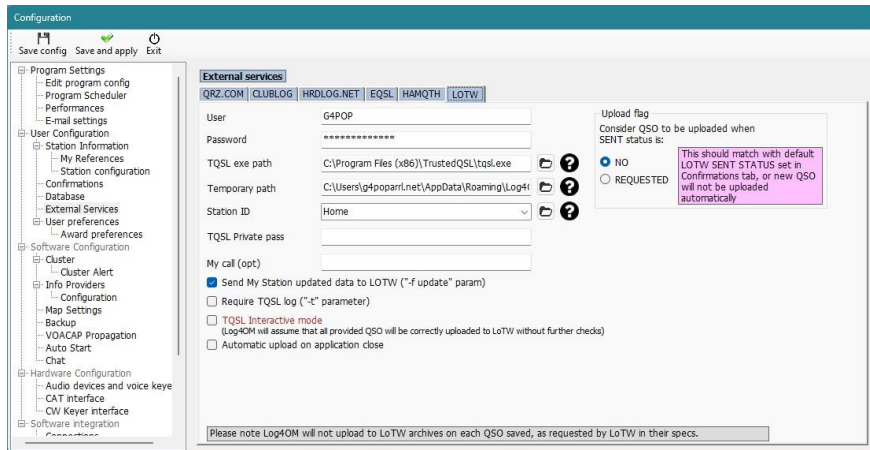 Configuration
Save config Save and apply Exit
Program Settings
Edit program config
Program Scheduler
Performances
E-mail settings
User Configuration
Station Information
My References
Station configuration
Confirmations
Database
External Services
User preferences
Award preferences
Software Configuration
Cluster
Cluster Alert
Info Providers
Configuration
Map Settings
Backup
VOACAP Propagation
Auto Start
Chat
Hardware Configuration
Audio devices and voice keye
CAT interface
CW Keyer interface
Software integration
Connections
External services
QRZ.COM CLUBLOG HRDLOG.NET EQSL HAMQTH LOTW
User G4POP
Password *************
TQSL exe path C:\Program Files (x86)\TrustedQSL\tqsl.exe
Temporary path C:\Users\g4poparrl.net\AppData\Roaming\Log4(
Station ID Home
TQSL Private pass
My call (opt)
Send My Station updated data to LOTW ("-f update" param)
Require TQSL log ("-t" parameter)
TQSL Interactive mode
(Log4OM will assume that all provided QSO will be correctly uploaded to LoTW without further checks)
Automatic upload on application close
Upload flag
Consider QSO to be uploaded when
SENT status is:
NO
REQUESTED
This should match with default
LOTW SENT STATUS set in
Confirmations tab, or new QSO
will not be uploaded
automatically
Please note Log4OM will not upload to LoTW archives on each QSO saved, as requested by LoTW in their specs.